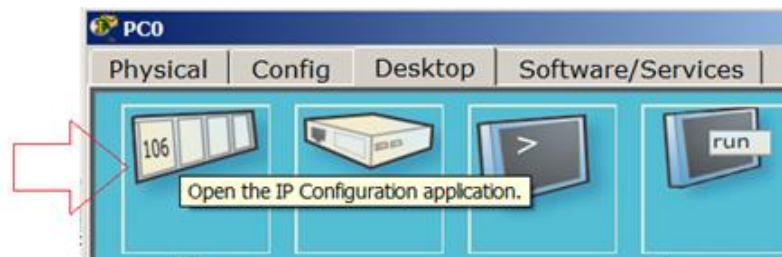 PC0
Physical Config Desktop Software/Services
106 > run
Open the IP Configuration application.